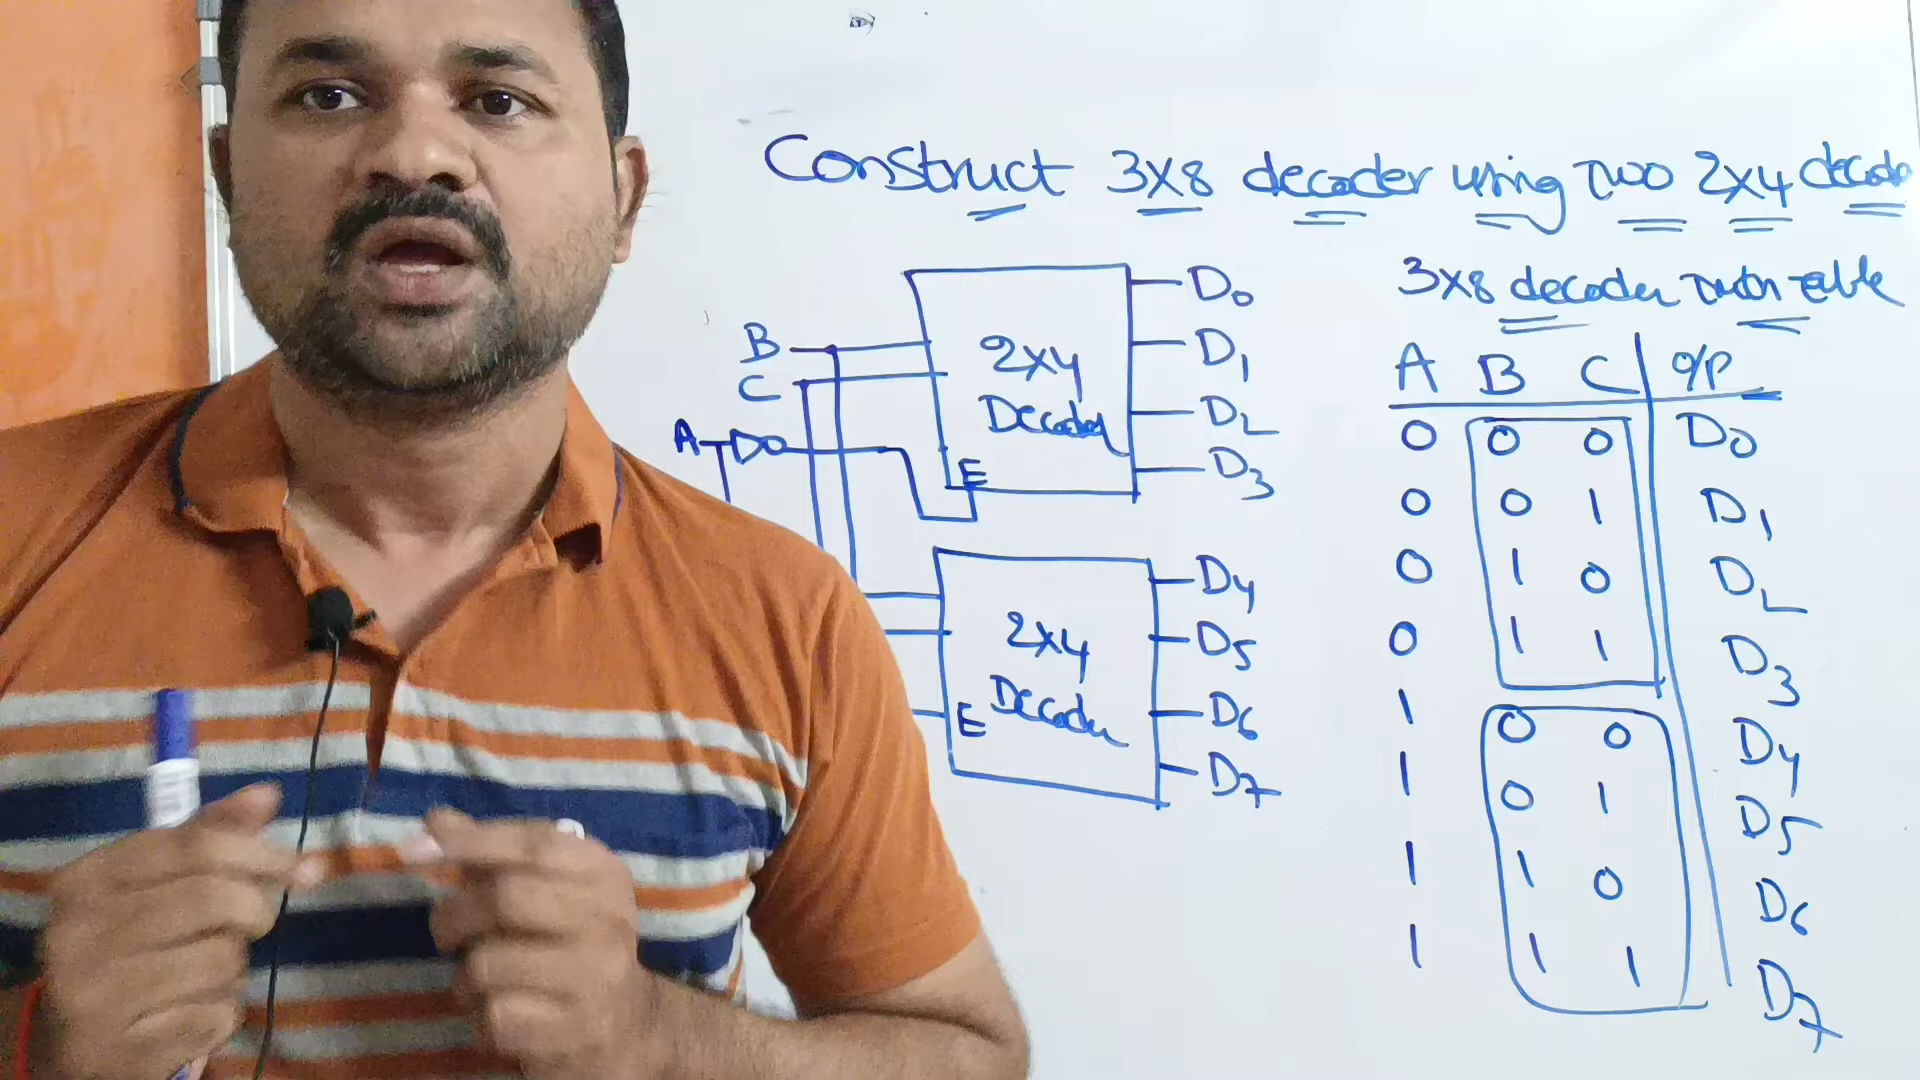 Construct 3X8 decoder using Two 2X4 decode
3X8 decoder Truth table
B
C
A
2X4
Decoder
E
D0
D1
D2
D3
2X4
Decoder
E
D4
D5
D6
D7
A B C O/P
0 0 0 D0
0 0 1 D1
0 1 0 D2
0 1 1 D3
1 0 0 D4
1 0 1 D5
1 1 0 D6
1 1 1 D7